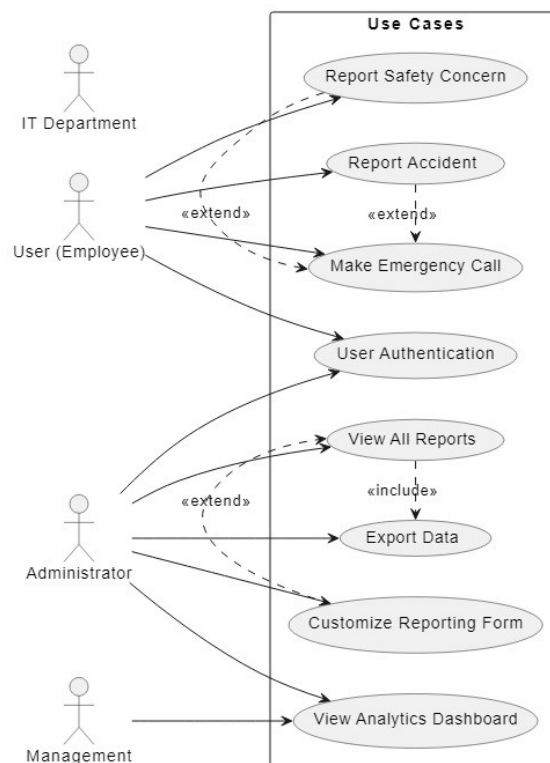 Use Cases
Report Safety Concern
IT Department
Report Accident
«extend»
«extend»
User (Employee)
Make Emergency Call
User Authentication
View All Reports
«extend»
«include»
Export Data
Administrator
Customize Reporting Form
View Analytics Dashboard
Management